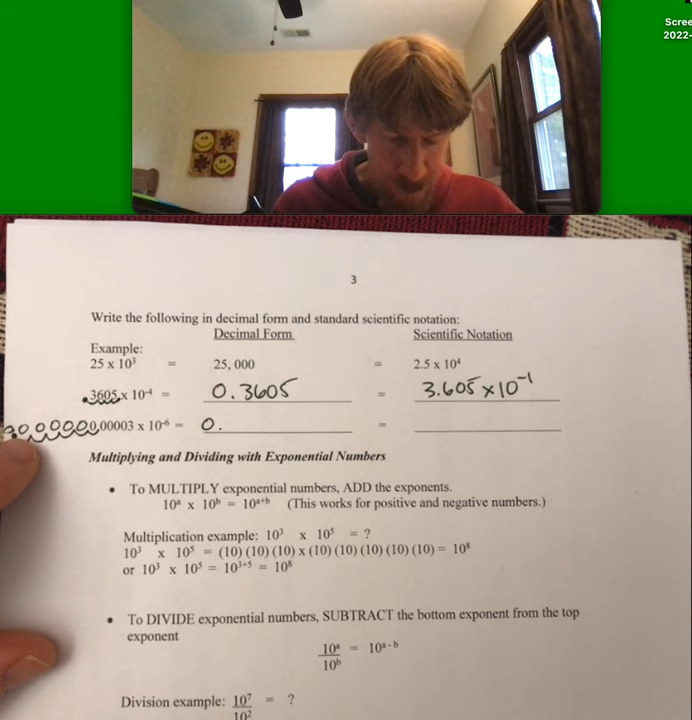 Scree
2022-
3
Write the following in decimal form and standard scientific notation:
Decimal Form Scientific Notation
Example:
25 x 10³ = 25, 000 = 2.5 x 10⁴
.3605 x 10⁻⁴ = 0.3605 = 3.605 x 10⁻¹
0000000.00003 x 10⁻⁶ = 0. =
Multiplying and Dividing with Exponential Numbers
• To MULTIPLY exponential numbers, ADD the exponents.
10ᵃ x 10ᵇ = 10ᵃ⁺ᵇ (This works for positive and negative numbers.)
Multiplication example: 10³ x 10⁵ = ?
10³ x 10⁵ = (10) (10) (10) x (10) (10) (10) (10) (10) = 10⁸
or 10³ x 10⁵ = 10³⁺⁵ = 10⁸
• To DIVIDE exponential numbers, SUBTRACT the bottom exponent from the top
exponent
10ᵃ = 10ᵃ⁻ᵇ
10ᵇ
Division example: 10⁷ = ?
10²